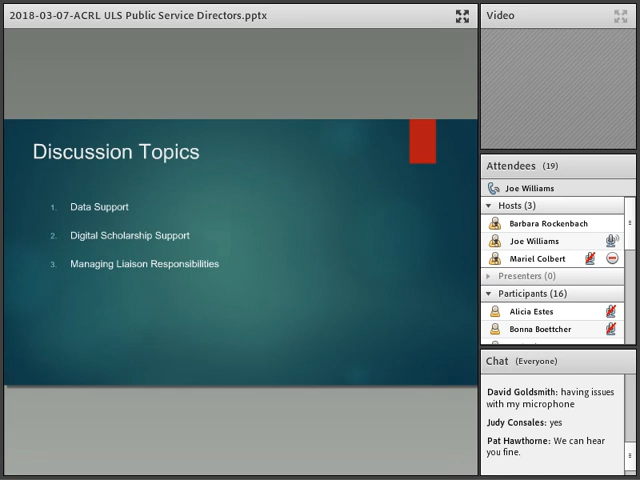 2018-03-07-ACRL ULS Public Service Directors.pptx
Discussion Topics
1. Data Support
2. Digital Scholarship Support
3. Managing Liaison Responsibilities
Video
Attendees (19)
Joe Williams
Hosts (3)
Barbara Rockenbach
Joe Williams
Mariel Colbert
Presenters (0)
Participants (16)
Alicia Estes
Bonna Boettcher
Chat (Everyone)
David Goldsmith: having issues
with my microphone
Judy Consales: yes
Pat Hawthorne: We can hear
you fine.